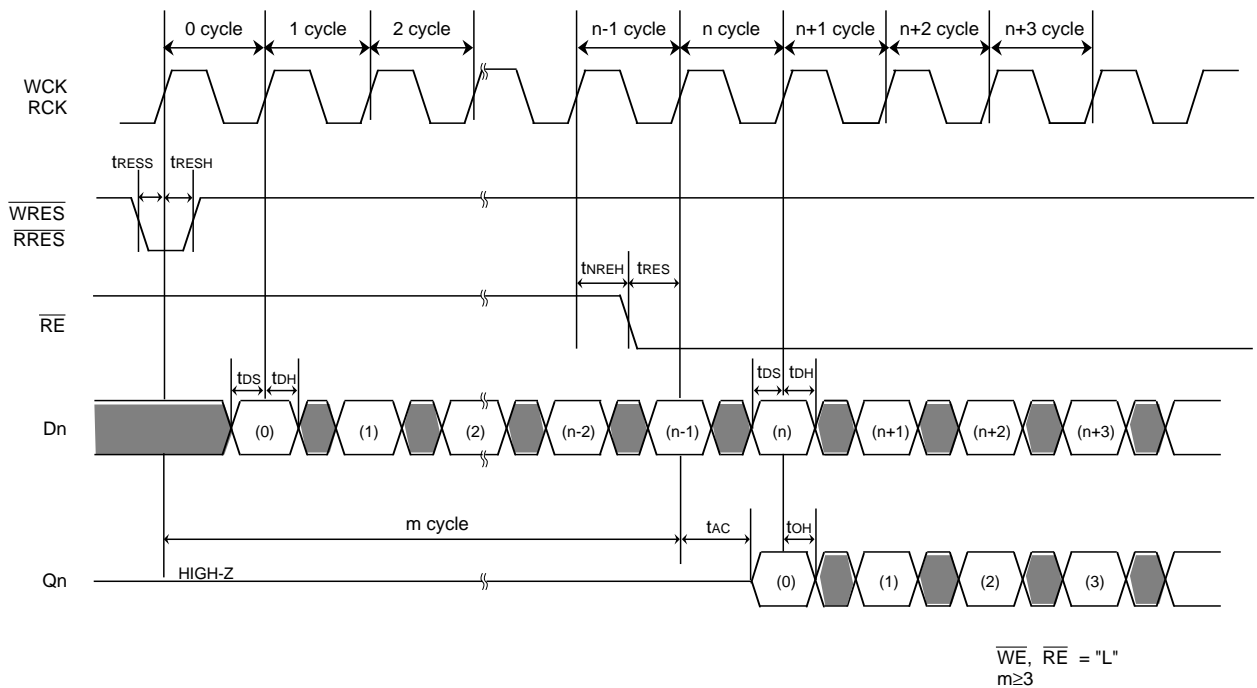 0 cycle 1 cycle 2 cycle n-1 cycle n cycle n+1 cycle n+2 cycle n+3 cycle
WCK
RCK
tRESS tRESH
WRES
RRES
tNREH tRES
RE
tDS tDH tDS tDH
Dn (0) (1) (2) (n-2) (n-1) (n) (n+1) (n+2) (n+3)
m cycle tAC tOH
Qn HIGH-Z (0) (1) (2) (3)
WE, RE = "L"
m≥3